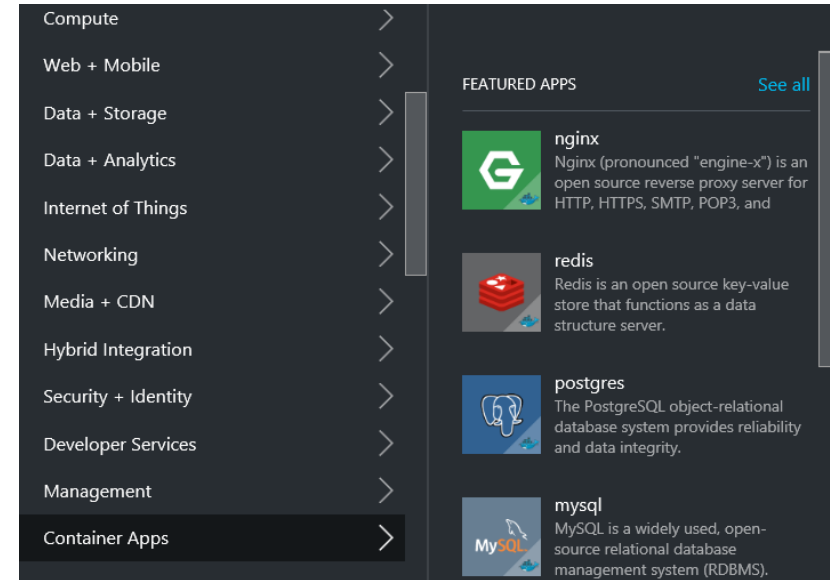 Compute
Web + Mobile
Data + Storage
Data + Analytics
Internet of Things
Networking
Media + CDN
Hybrid Integration
Security + Identity
Developer Services
Management
Container Apps
FEATURED APPS See all
nginx
Nginx (pronounced "engine-x") is an
open source reverse proxy server for
HTTP, HTTPS, SMTP, POP3, and
redis
Redis is an open source key-value
store that functions as a data
structure server.
postgres
The PostgreSQL object-relational
database system provides reliability
and data integrity.
MySQL
mysql
MySQL is a widely used, open-
source relational database
management system (RDBMS).